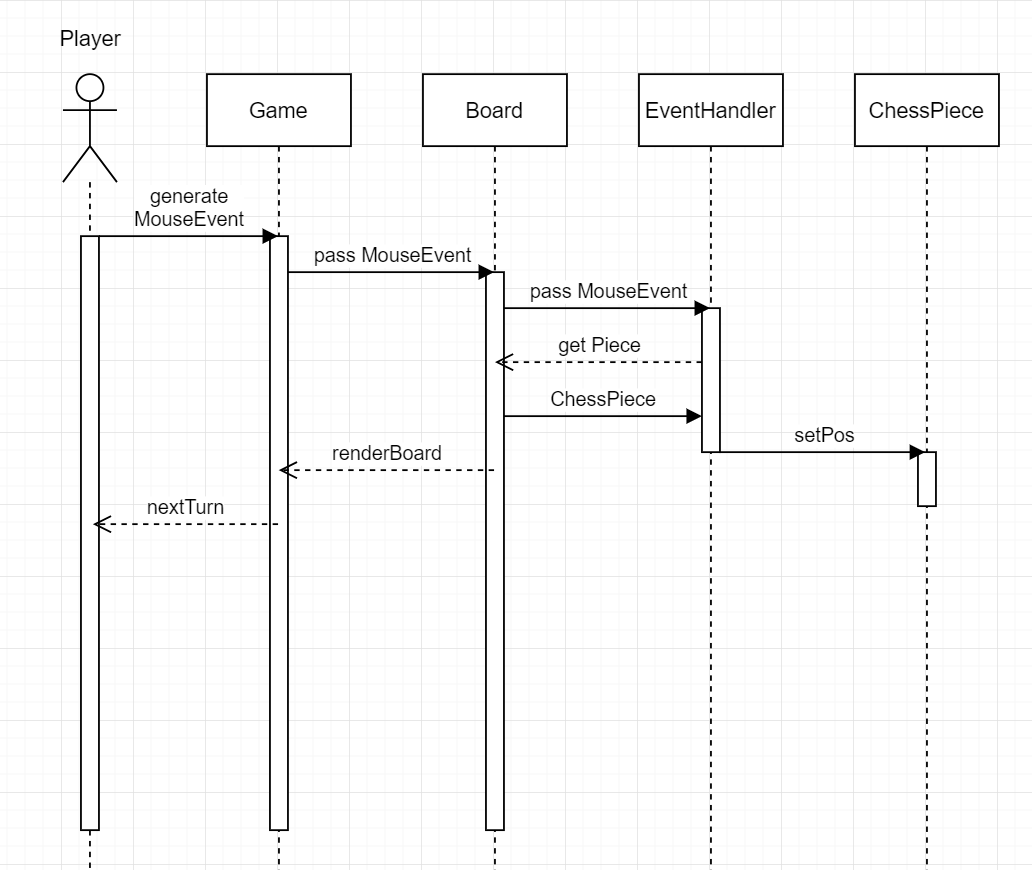 Player
Game
Board
EventHandler
ChessPiece
generate
MouseEvent
pass MouseEvent
pass MouseEvent
get Piece
ChessPiece
setPos
renderBoard
nextTurn